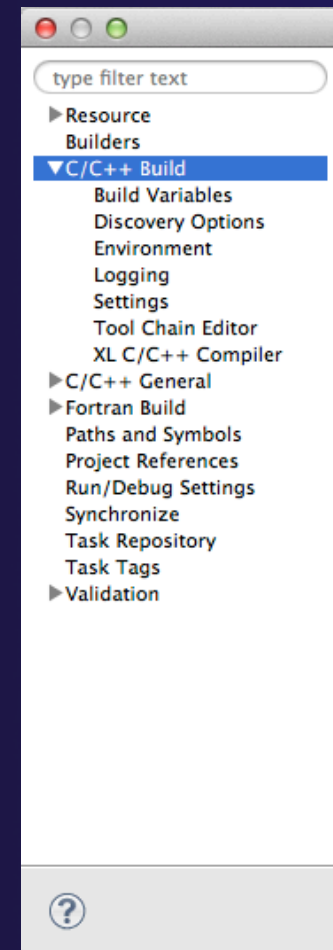 type filter text
Resource
Builders
C/C++ Build
Build Variables
Discovery Options
Environment
Logging
Settings
Tool Chain Editor
XL C/C++ Compiler
C/C++ General
Fortran Build
Paths and Symbols
Project References
Run/Debug Settings
Synchronize
Task Repository
Task Tags
Validation
?